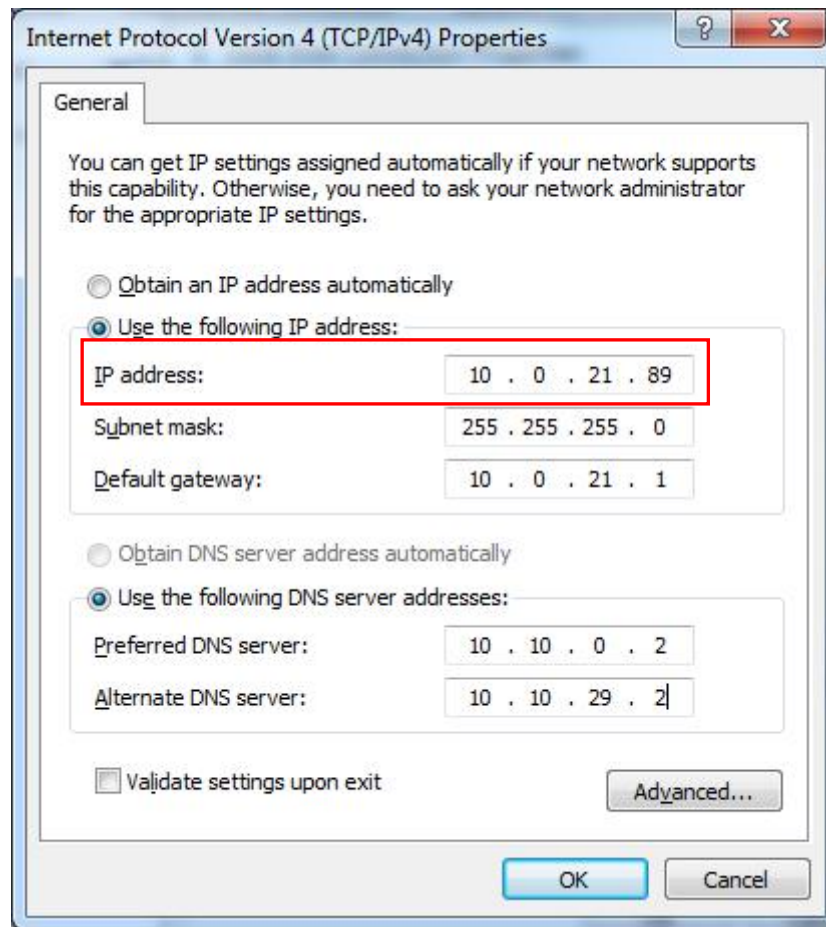 Internet Protocol Version 4 (TCP/IPv4) Properties
General
You can get IP settings assigned automatically if your network supports
this capability. Otherwise, you need to ask your network administrator
for the appropriate IP settings.
Obtain an IP address automatically
Use the following IP address:
IP address: 10 . 0 . 21 . 89
Subnet mask: 255 . 255 . 255 . 0
Default gateway: 10 . 0 . 21 . 1
Obtain DNS server address automatically
Use the following DNS server addresses:
Preferred DNS server: 10 . 10 . 0 . 2
Alternate DNS server: 10 . 10 . 29 . 2
Validate settings upon exit
Advanced...
OK Cancel